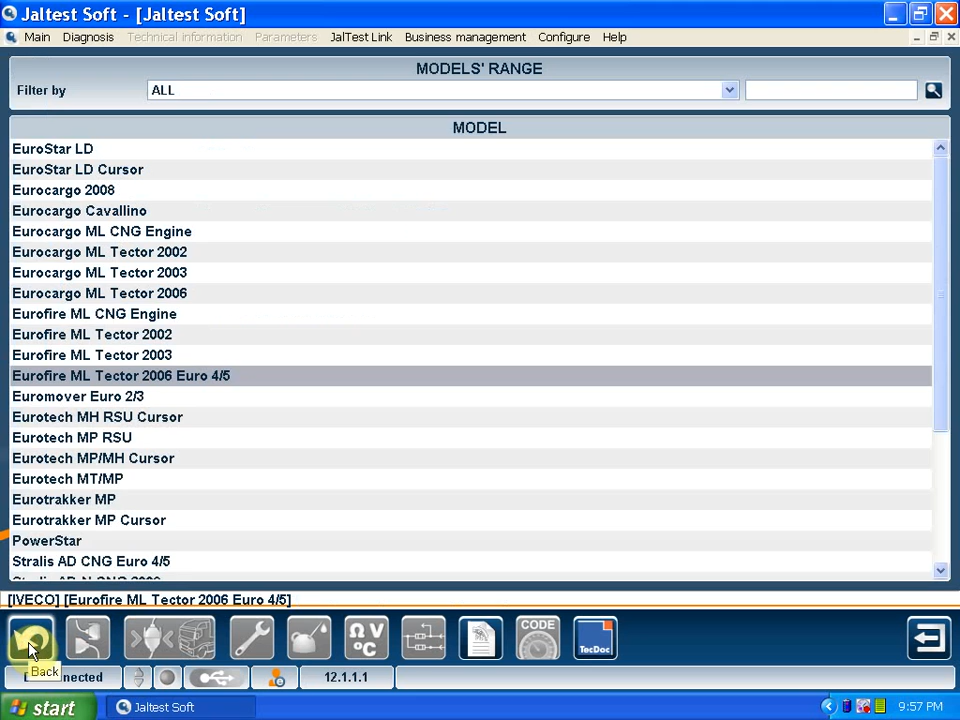 Jaltest Soft - [Jaltest Soft]
Main Diagnosis Technical information Parameters JalTest Link Business management Configure Help
MODELS' RANGE
Filter by ALL
MODEL
EuroStar LD
EuroStar LD Cursor
Eurocargo 2008
Eurocargo Cavallino
Eurocargo ML CNG Engine
Eurocargo ML Tector 2002
Eurocargo ML Tector 2003
Eurocargo ML Tector 2006
Eurofire ML CNG Engine
Eurofire ML Tector 2002
Eurofire ML Tector 2003
Eurofire ML Tector 2006 Euro 4/5
Euromover Euro 2/3
Eurotech MH RSU Cursor
Eurotech MP RSU
Eurotech MP/MH Cursor
Eurotech MT/MP
Eurotrakker MP
Eurotrakker MP Cursor
PowerStar
Stralis AD CNG Euro 4/5
[IVECO] [Eurofire ML Tector 2006 Euro 4/5]
Ω V
°C
CODE
TecDoc
Back
12.1.1.1
start Jaltest Soft 9:57 PM